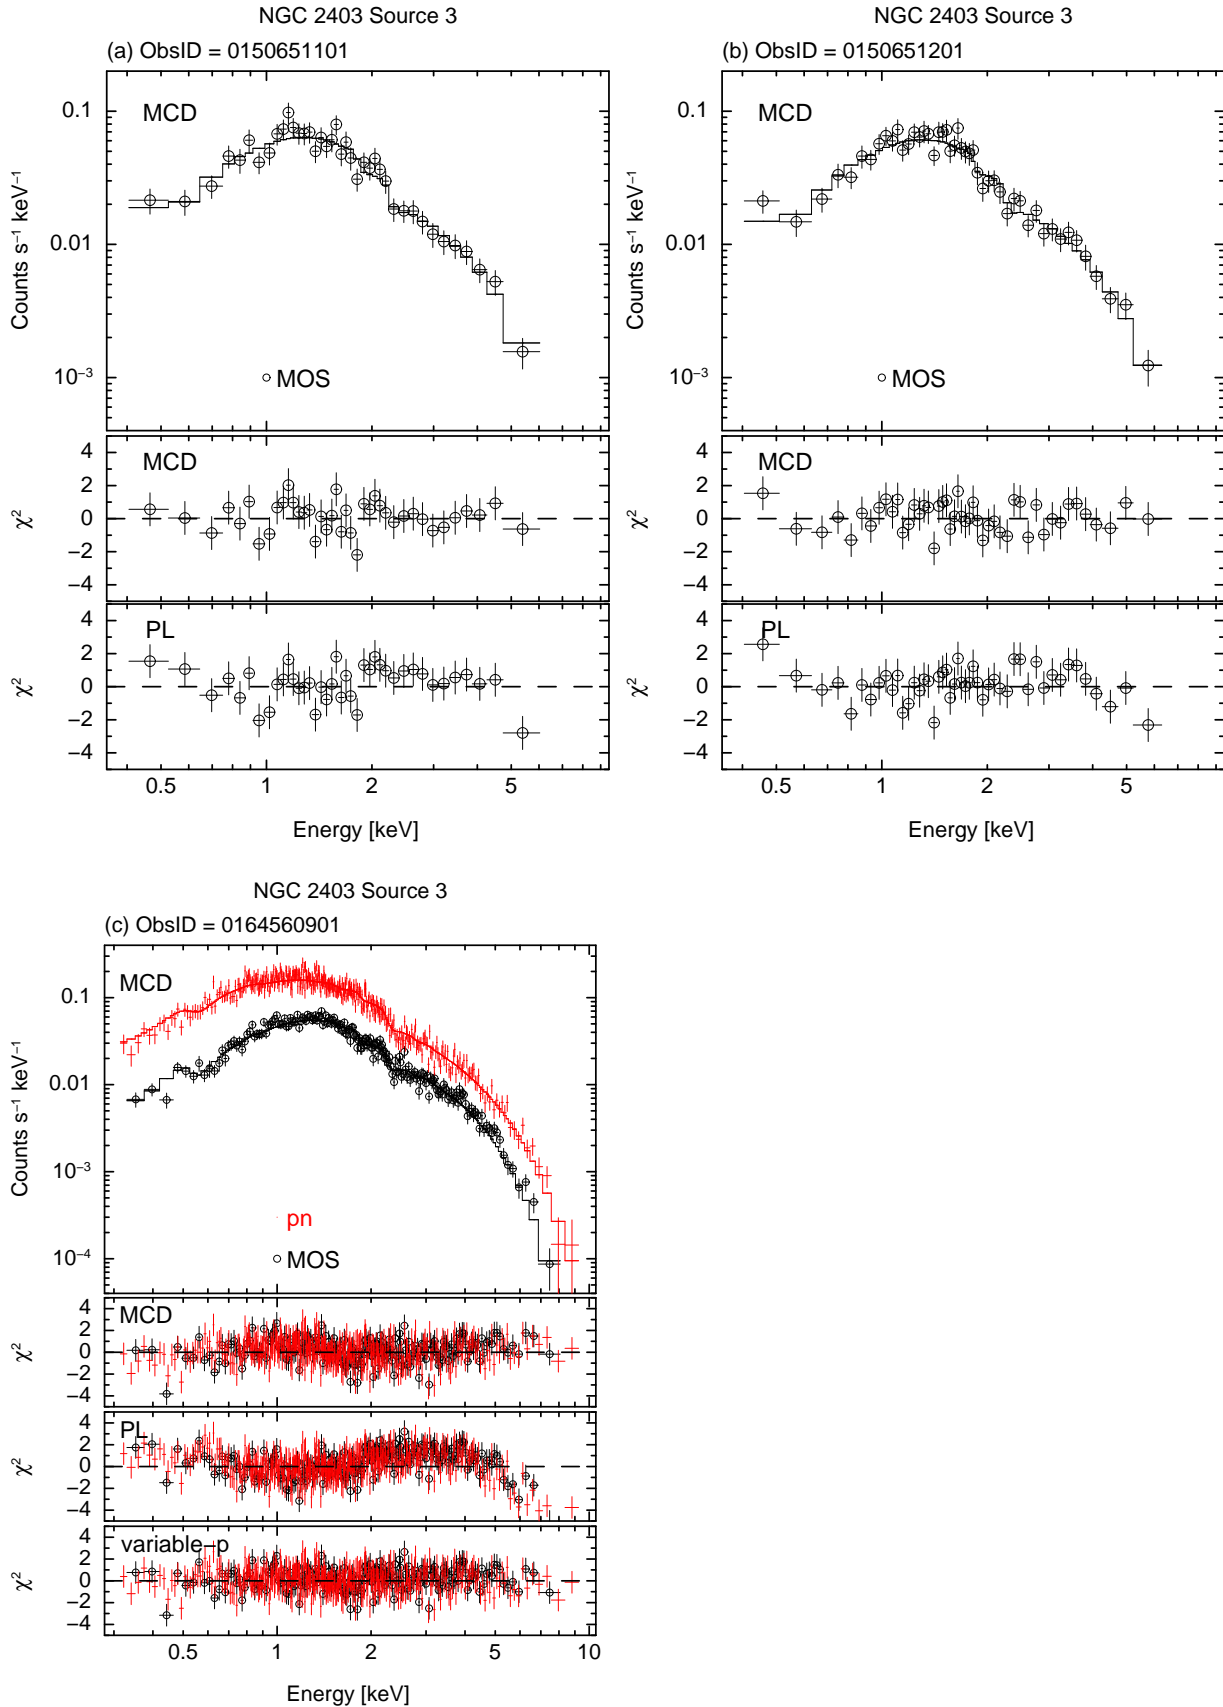 NGC 2403 Source 3
(a) ObsID = 0150651101
MCD
0.1
0.01
10⁻³
Counts s⁻¹ keV⁻¹
MOS
MCD
4
2
0
−2
−4
χ²
PL
4
2
0
−2
−4
χ²
0.5 1 2 5
Energy [keV]
NGC 2403 Source 3
(b) ObsID = 0150651201
MCD
0.1
0.01
10⁻³
Counts s⁻¹ keV⁻¹
MOS
MCD
4
2
0
−2
−4
χ²
PL
4
2
0
−2
−4
χ²
0.5 1 2 5
Energy [keV]
NGC 2403 Source 3
(c) ObsID = 0164560901
MCD
0.1
0.01
10⁻³
10⁻⁴
Counts s⁻¹ keV⁻¹
pn
MOS
MCD
4
2
0
−2
−4
χ²
PL
4
2
0
−2
−4
χ²
variable−p
4
2
0
−2
−4
χ²
0.5 1 2 5 10
Energy [keV]